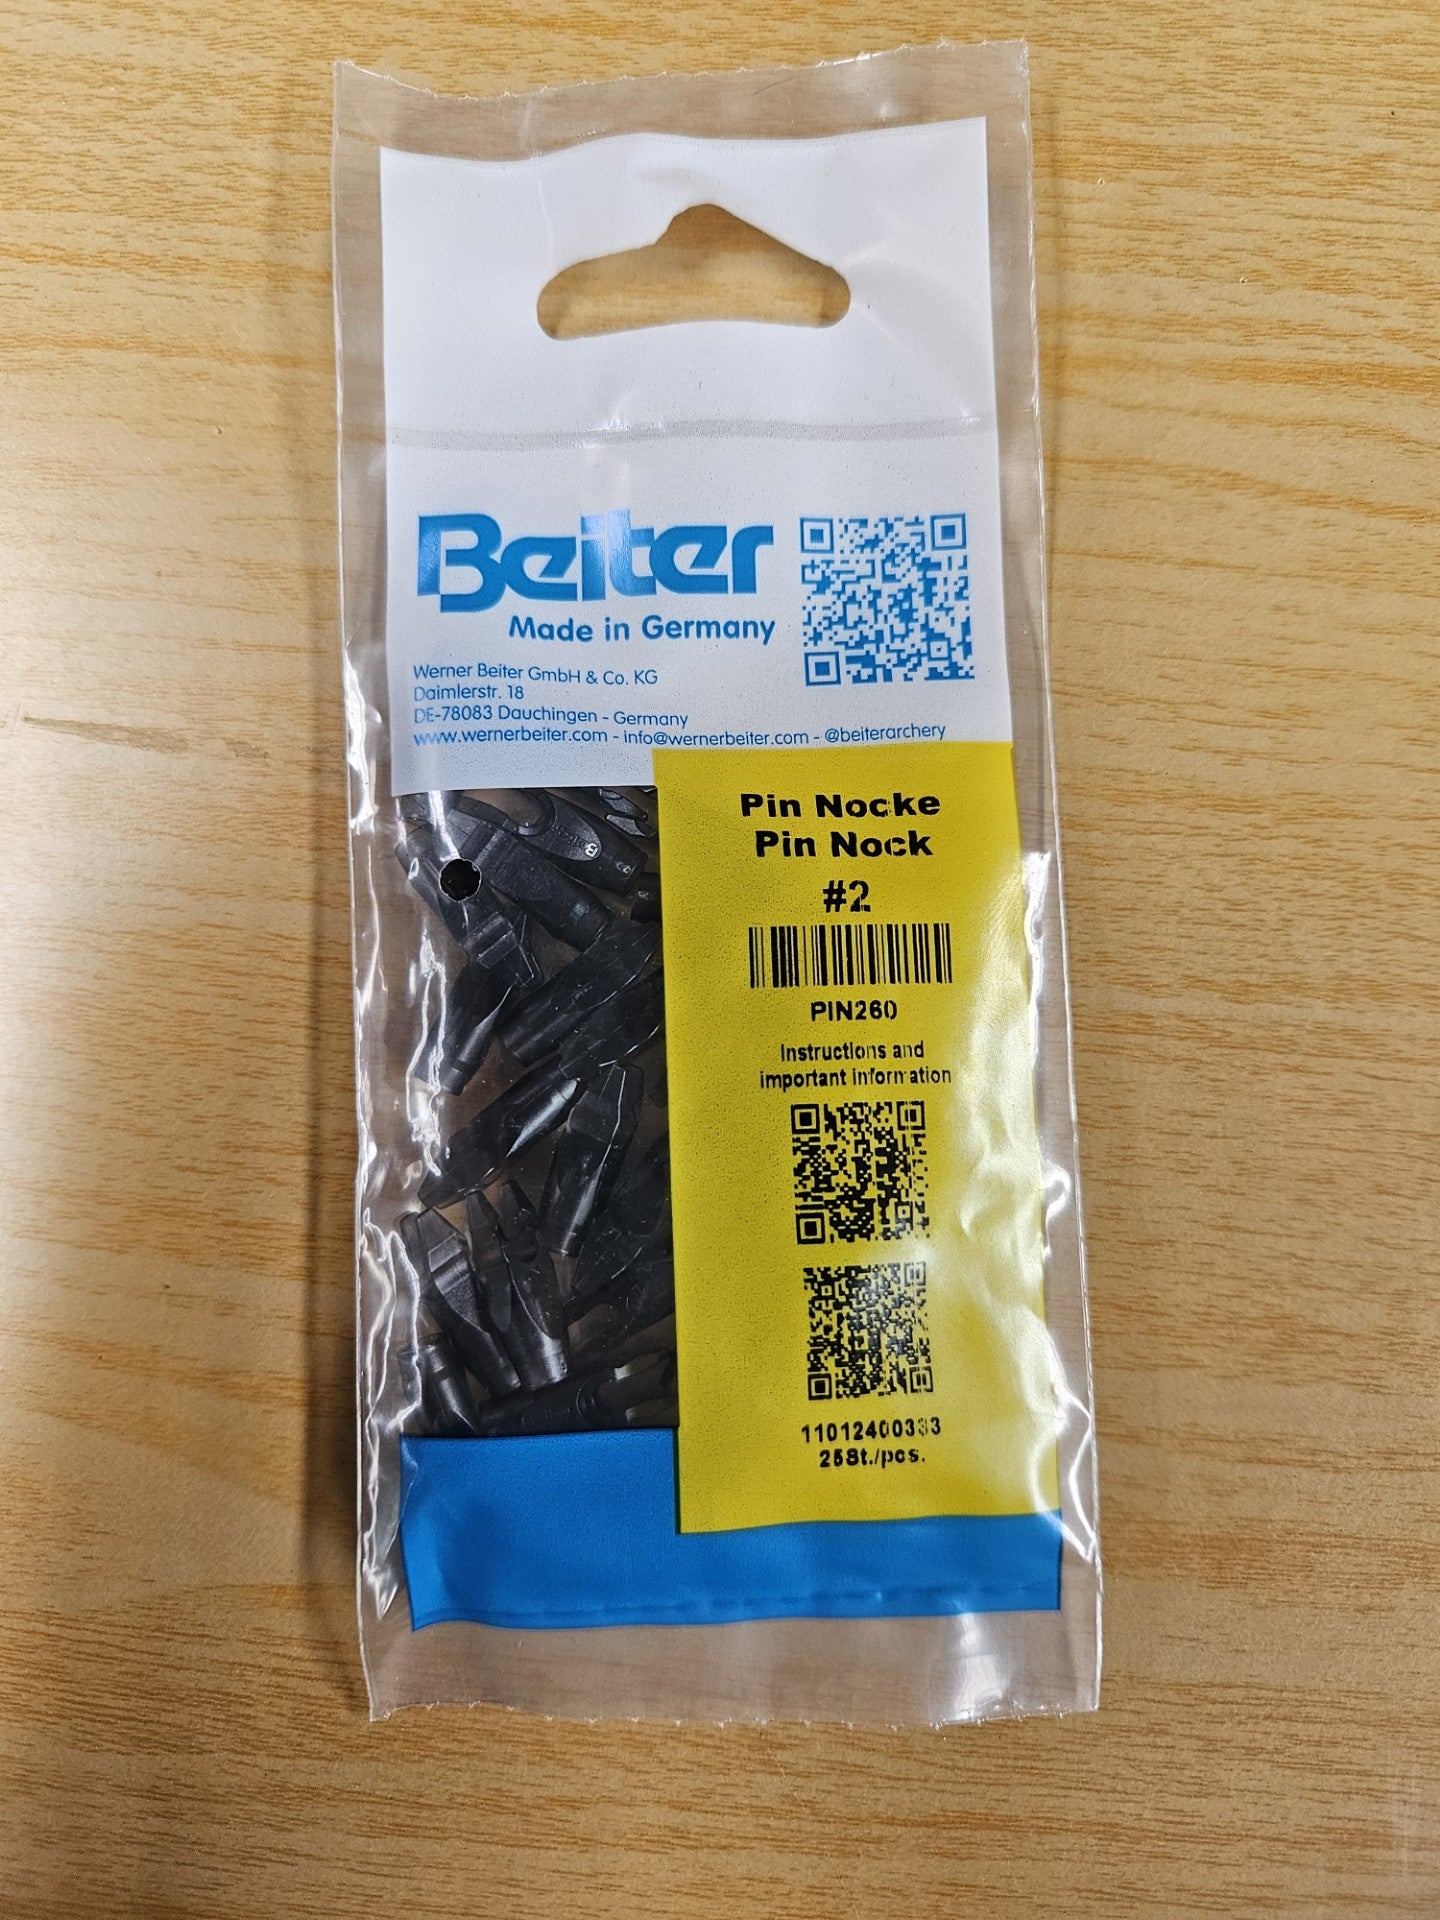 Beiter
Made in Germany
Werner Beiter GmbH & Co. KG
Daimlerstr. 18
DE-78083 Dauchingen - Germany
www.wernerbeiter.com - info@wernerbeiter.com - @beiterarchery
Pin Nocke
Pin Nock
#2
PIN260
Instructions and
important information
11012400333
25St./pcs.